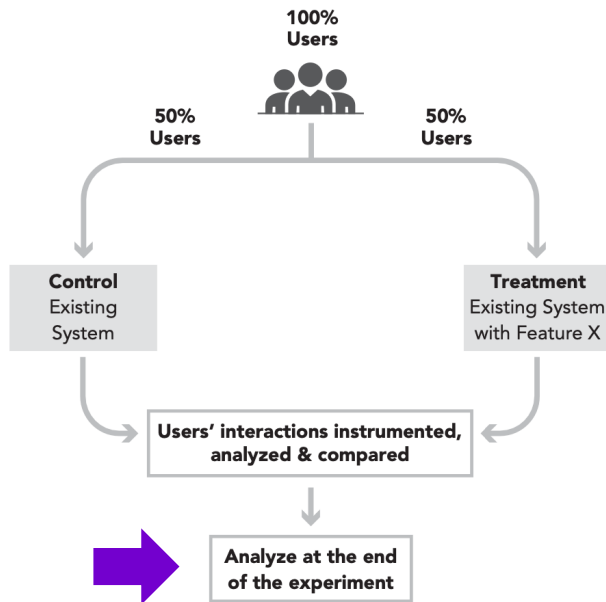 100%
Users
50%
Users
50%
Users
Control
Existing
System
Treatment
Existing System
with Feature X
Users’ interactions instrumented,
analyzed & compared
Analyze at the end
of the experiment